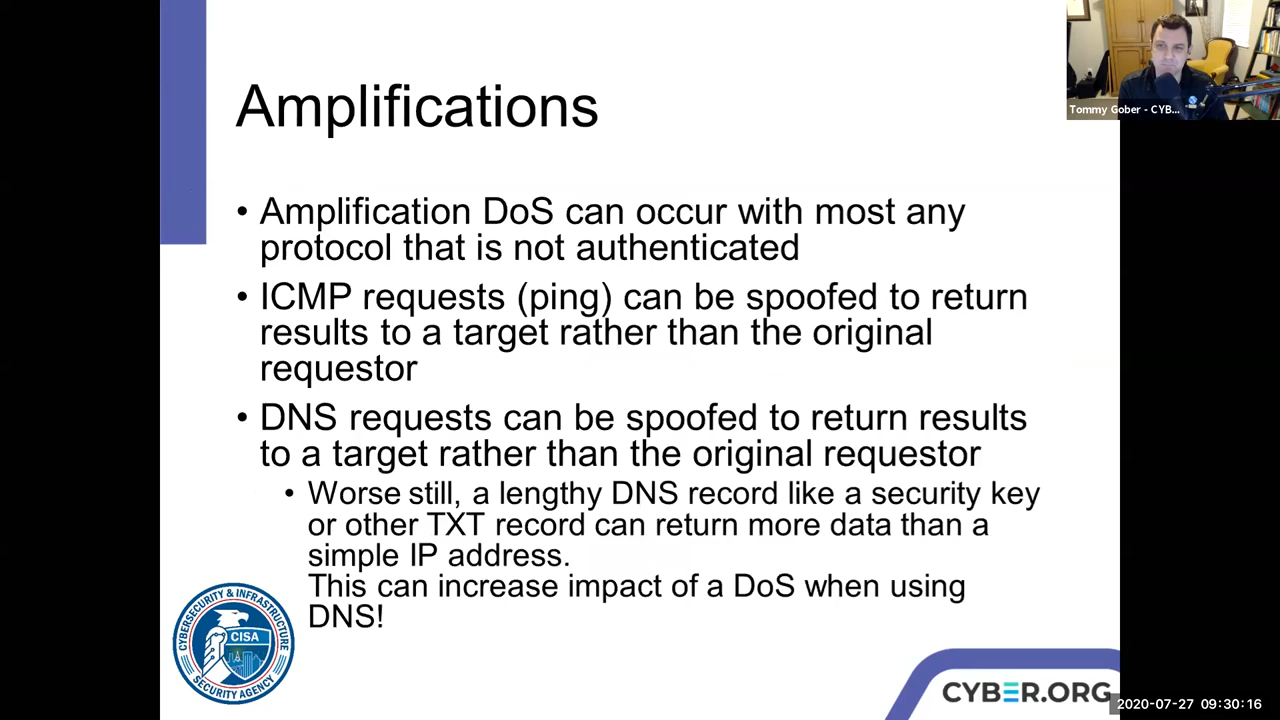 Amplifications
Tommy Gober - CYB...
• Amplification DoS can occur with most any
protocol that is not authenticated
• ICMP requests (ping) can be spoofed to return
results to a target rather than the original
requestor
• DNS requests can be spoofed to return results
to a target rather than the original requestor
• Worse still, a lengthy DNS record like a security key
or other TXT record can return more data than a
simple IP address.
This can increase impact of a DoS when using
DNS!
CYBERSECURITY & INFRASTRUCTURE
CISA
SECURITY AGENCY
CYBER.ORG
2020-07-27 09:30:16